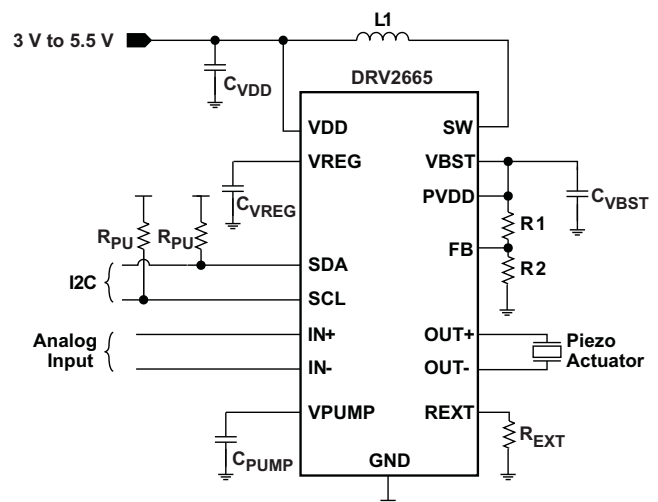 L1
3 V to 5.5 V
DRV2665
CVDD
VDD
SW
VREG
VBST
CVREG
PVDD
CVBST
RPU
RPU
R1
FB
SDA
R2
I2C
SCL
Analog
Input
IN+
OUT+
Piezo
Actuator
IN-
OUT-
VPUMP
REXT
CPUMP
REXT
GND